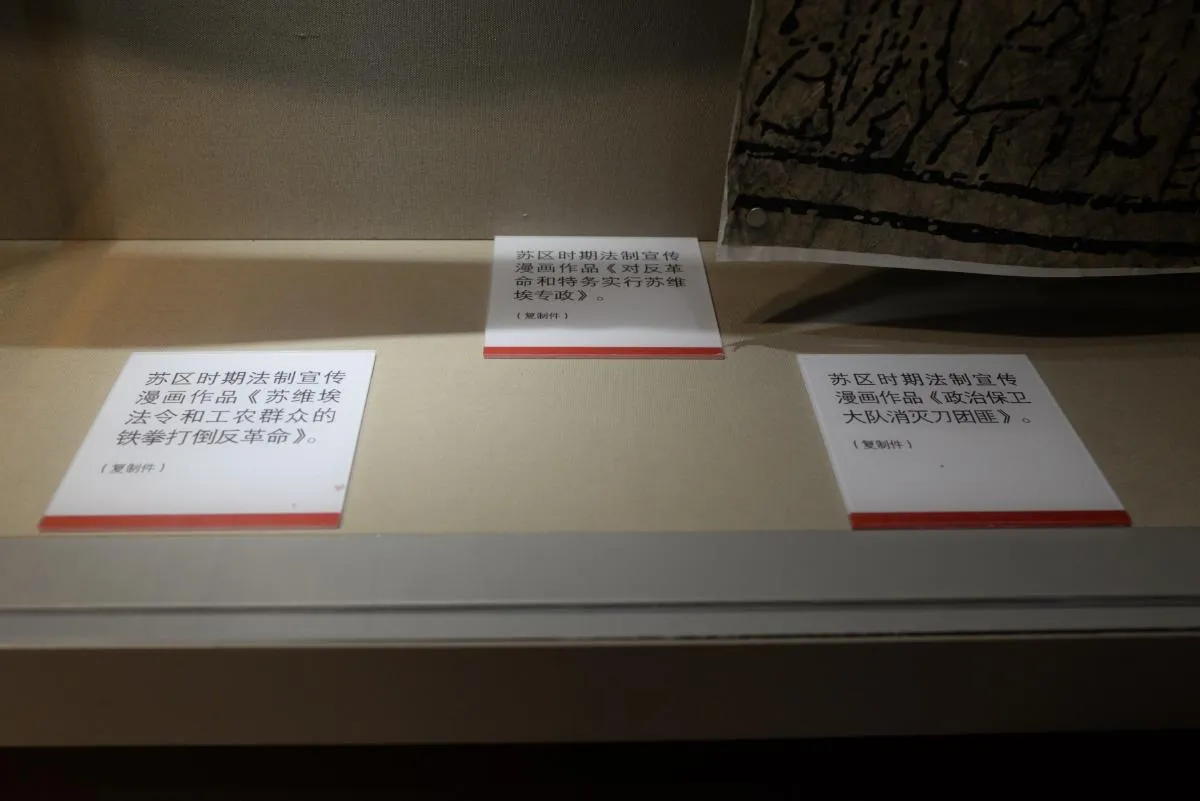 苏区时期法制宣传
漫画作品《对反革
命和特务实行苏维
埃专政》。
（复制件）
苏区时期法制宣传
漫画作品《苏维埃
法令和工农群众的
铁拳打倒反革命》。
（复制件）
苏区时期法制宣传
漫画作品《政治保卫
大队消灭刀团匪》。
（复制件）